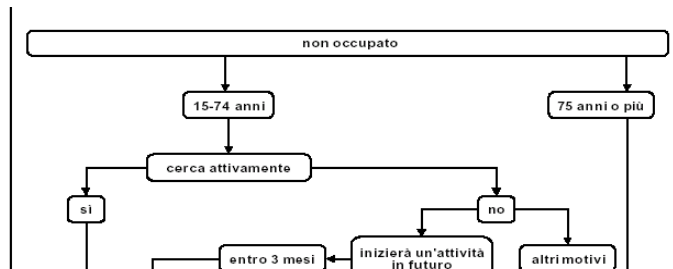 non occupato
15-74 anni
75 anni o più
cerca attivamente
sì
no
entro 3 mesi
inizierà un'attività
in futuro
altri motivi